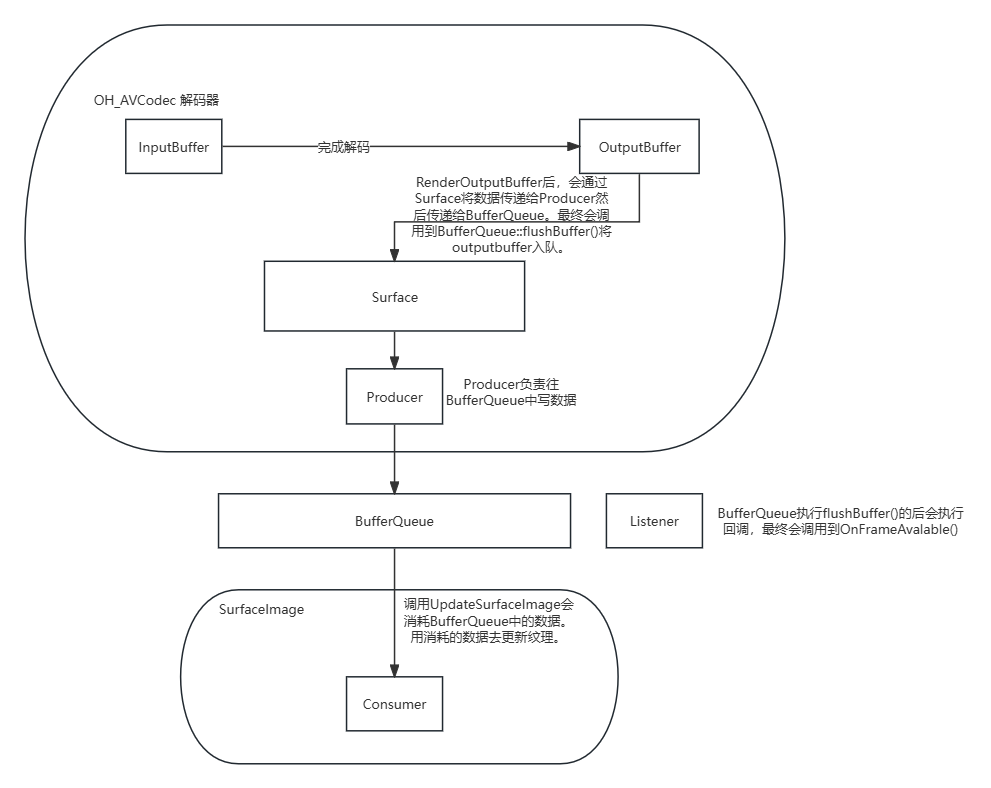 OH_AVCodec 解码器
InputBuffer
完成解码
OutputBuffer
RenderOutputBuffer后，会通过
Surface将数据传递给Producer然
后传递给BufferQueue。最终会调
用到BufferQueue::flushBuffer()将
outputbuffer入队。
Surface
Producer
Producer负责往
BufferQueue中写数据
BufferQueue
Listener
BufferQueue执行flushBuffer()的后会执行
回调，最终会调用到OnFrameAvalable()
SurfaceImage
调用UpdateSurfaceImage会
消耗BufferQueue中的数据。
用消耗的数据去更新纹理。
Consumer